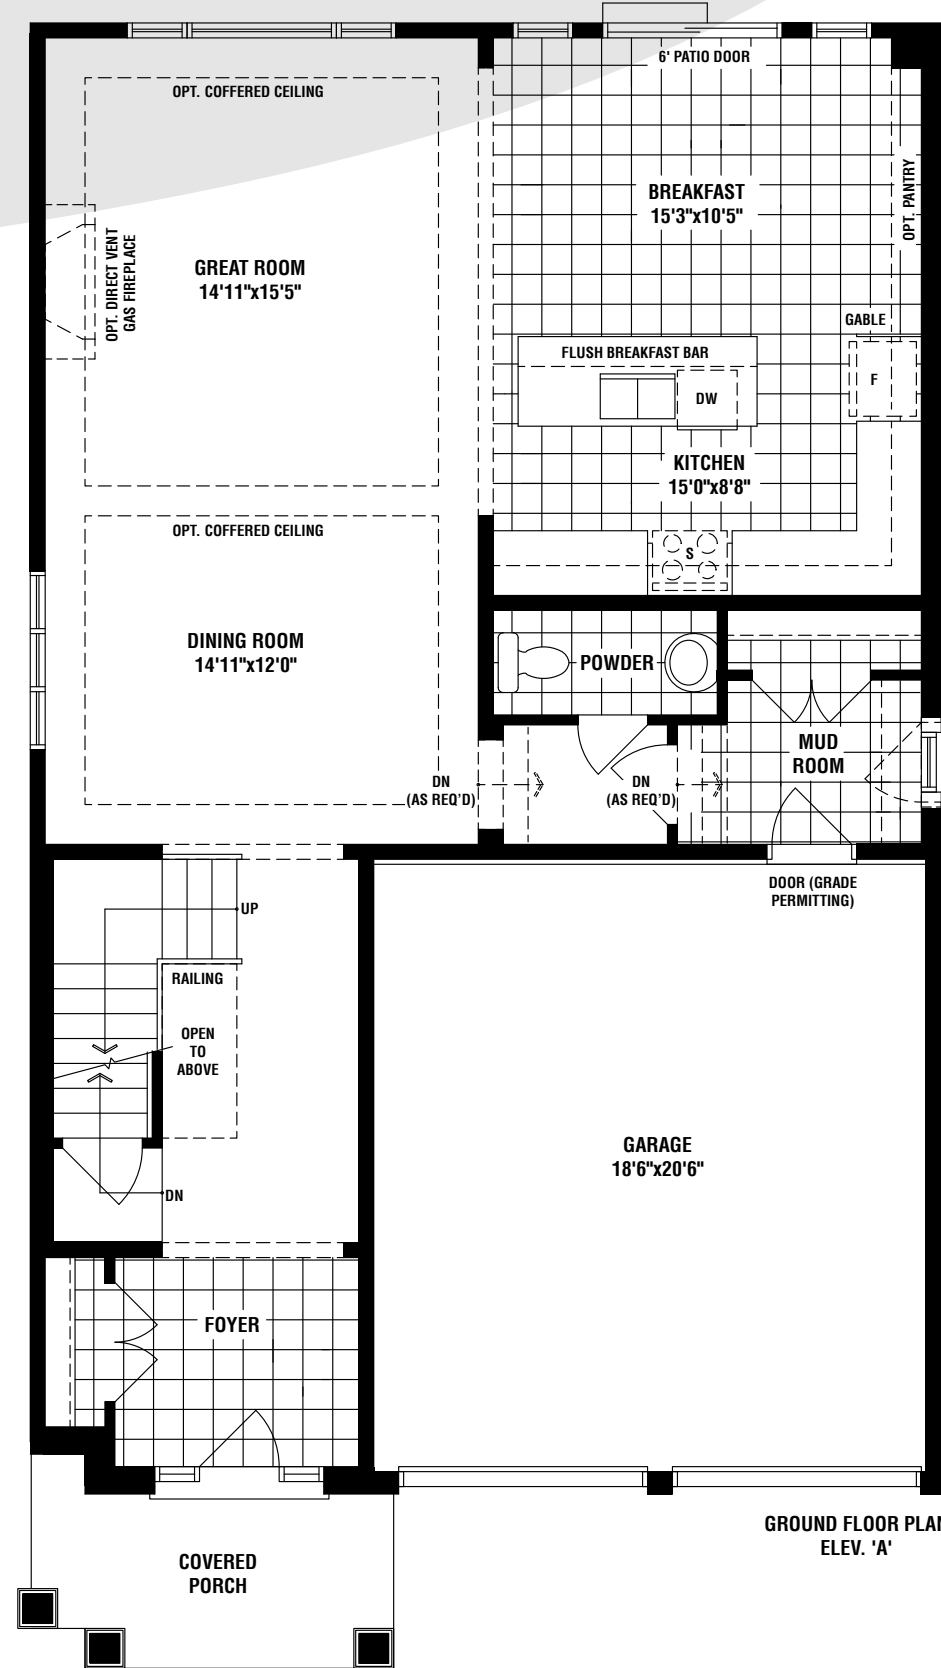 6' PATIO DOOR
OPT. COFFERED CEILING
BREAKFAST
15'3"x10'5"
OPT. PANTRY
GREAT ROOM
14'11"x15'5"
OPT. DIRECT VENT
GAS FIREPLACE
GABLE
FLUSH BREAKFAST BAR
F
DW
KITCHEN
15'0"x8'8"
OPT. COFFERED CEILING
S
DINING ROOM
14'11"x12'0"
POWDER
MUD
ROOM
DN
(AS REQ'D)
DN
(AS REQ'D)
DOOR (GRADE
PERMITTING)
UP
RAILING
OPEN
TO
ABOVE
GARAGE
18'6"x20'6"
DN
FOYER
GROUND FLOOR PLAN
ELEV. 'A'
COVERED
PORCH